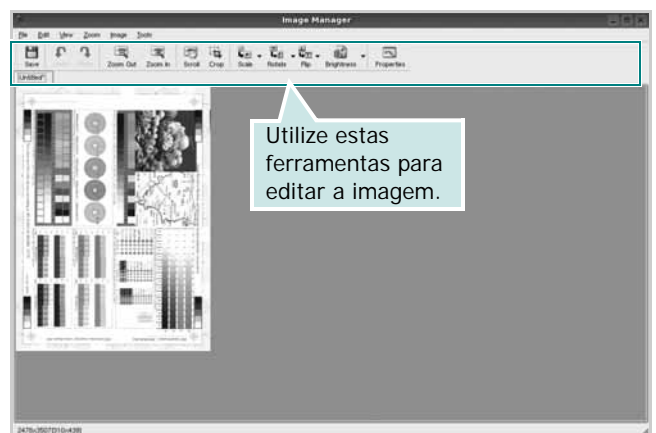 Image Manager
File Edit View Zoom Image Tools
Save Zoom Out Zoom In Scroll Crop Scale Rotate Flip Brightness Properties
Untitled*
Utilize estas
ferramentas para
editar a imagem.